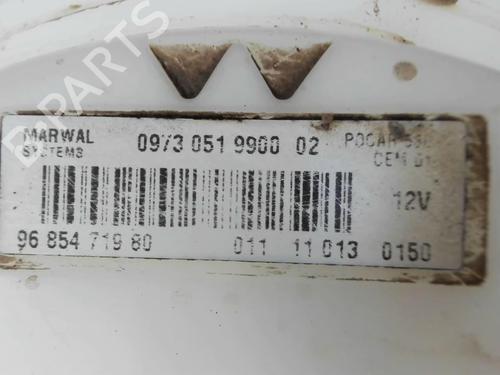 B PARTS
MARWAL 0973 051 9900 02
SYSTEMS
12V
96 854 719 80 011 11 013 0150